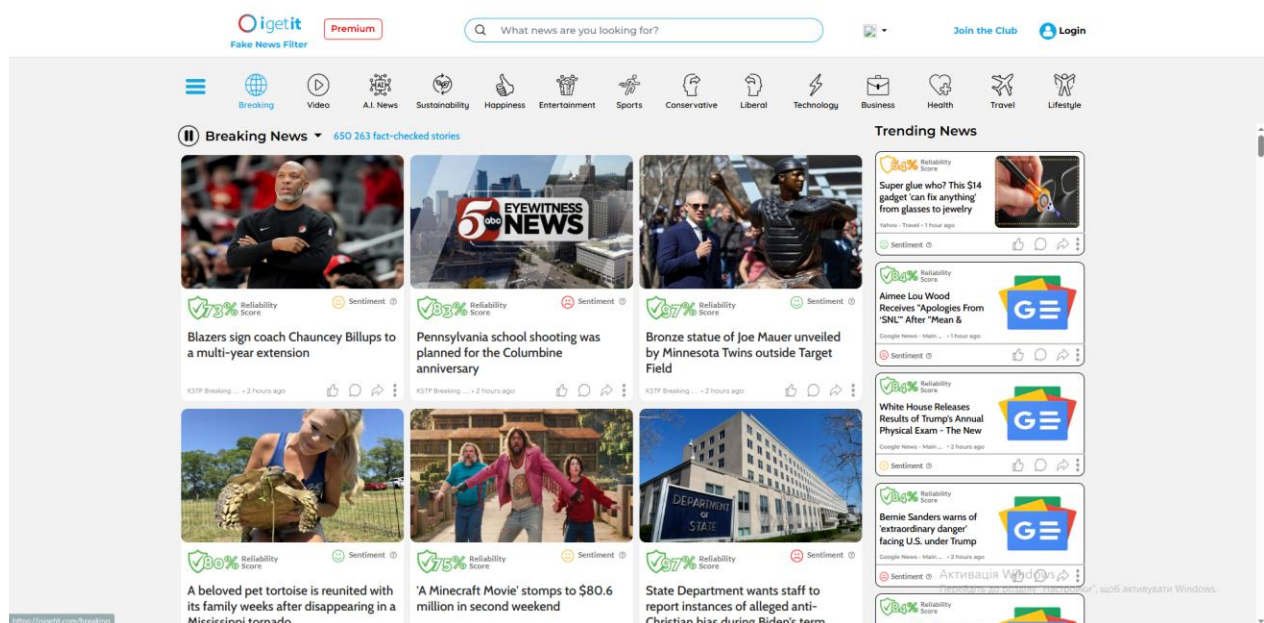 igetit
Fake News Filter
Premium
What news are you looking for?
Join the Club
Login
Breaking
Video
A.I. News
Sustainability
Happiness
Entertainment
Sports
Conservative
Liberal
Technology
Business
Health
Travel
Lifestyle
Breaking News
650 263 fact-checked stories
73% Reliability Score
Sentiment
Blazers sign coach Chauncey Billups to
a multi-year extension
KSTP Breaking ... • 2 hours ago
5 abc EYEWITNESS
NEWS
83% Reliability Score
Sentiment
Pennsylvania school shooting was
planned for the Columbine
anniversary
KSTP Breaking ... • 2 hours ago
97% Reliability Score
Sentiment
Bronze statue of Joe Mauer unveiled
by Minnesota Twins outside Target
Field
KSTP Breaking ... • 2 hours ago
80% Reliability Score
Sentiment
A beloved pet tortoise is reunited with
its family weeks after disappearing in a
Mississippi tornado
75% Reliability Score
Sentiment
'A Minecraft Movie' stomps to $80.6
million in second weekend
DEPARTMENT
OF
STATE
97% Reliability Score
Sentiment
State Department wants staff to
report instances of alleged anti-
Christian bias during Biden's term
Trending News
64% Reliability Score
Super glue who? This $14
gadget 'can fix anything'
from glasses to jewelry
Yahoo - Travel • 1 hour ago
Sentiment
84% Reliability Score
Aimee Lou Wood
Receives "Apologies From
'SNL'" After "Mean &
Google News - Main ... • 1 hour ago
GE
Sentiment
84% Reliability Score
White House Releases
Results of Trump's Annual
Physical Exam - The New
Google News - Main ... • 2 hours ago
GE
Sentiment
84% Reliability Score
Bernie Sanders warns of
'extraordinary danger'
facing U.S. under Trump
Google News - Main ... • 2 hours ago
GE
Sentiment
84% Reliability Score
Активація Windows
Перейдіть до розділу "Настройки", щоб активувати Windows.
https://oigetit.com/breaking